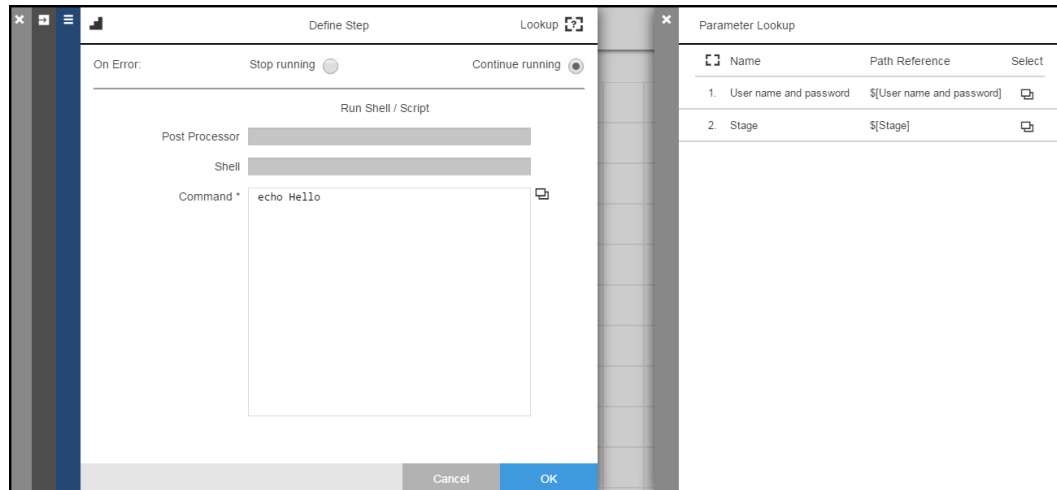 Define Step
Lookup [?]
On Error: Stop running Continue running
Run Shell / Script
Post Processor
Shell
Command * echo Hello
Cancel OK
Parameter Lookup
Name Path Reference Select
1. User name and password $[User name and password]
2. Stage $[Stage]